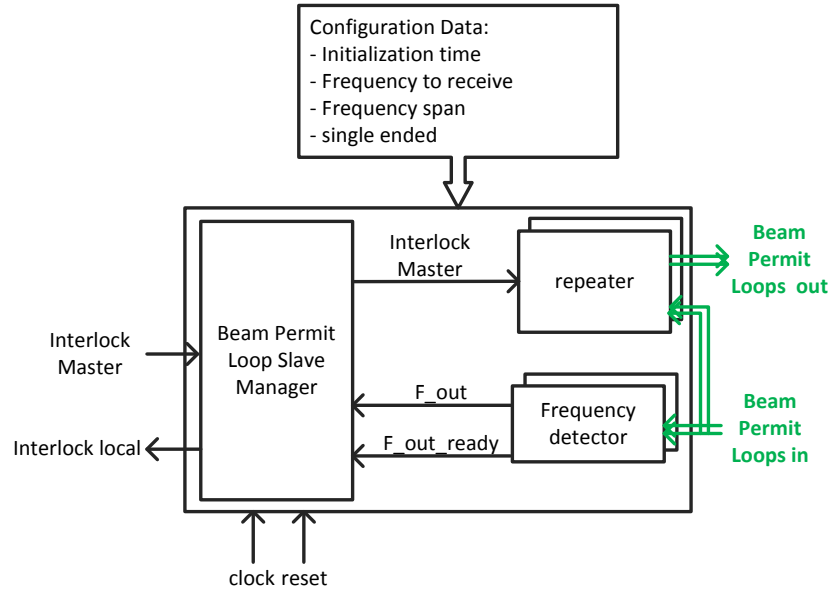 Configuration Data:
- Initialization time
- Frequency to receive
- Frequency span
- single ended
Interlock
Master
repeater
Beam
Permit
Loops out
Interlock
Master
Beam Permit
Loop Slave
Manager
F_out
F_out_ready
Frequency
detector
Beam
Permit
Loops in
Interlock local
clock reset